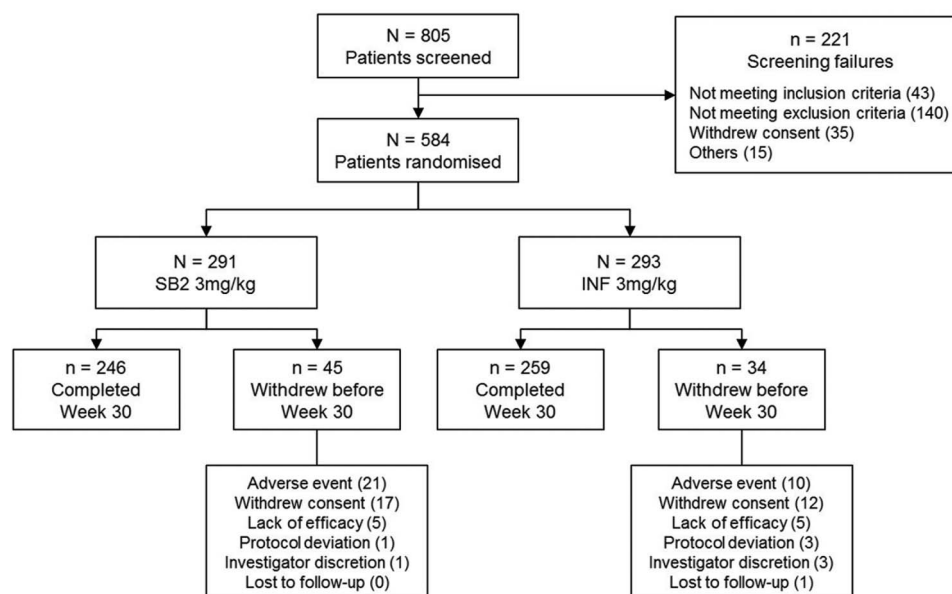 N = 805
Patients screened
n = 221
Screening failures
Not meeting inclusion criteria (43)
Not meeting exclusion criteria (140)
Withdrew consent (35)
Others (15)
N = 584
Patients randomised
N = 291
SB2 3mg/kg
N = 293
INF 3mg/kg
n = 246
Completed
Week 30
n = 45
Withdrew before
Week 30
n = 259
Completed
Week 30
n = 34
Withdrew before
Week 30
Adverse event (21)
Withdrew consent (17)
Lack of efficacy (5)
Protocol deviation (1)
Investigator discretion (1)
Lost to follow-up (0)
Adverse event (10)
Withdrew consent (12)
Lack of efficacy (5)
Protocol deviation (3)
Investigator discretion (3)
Lost to follow-up (1)